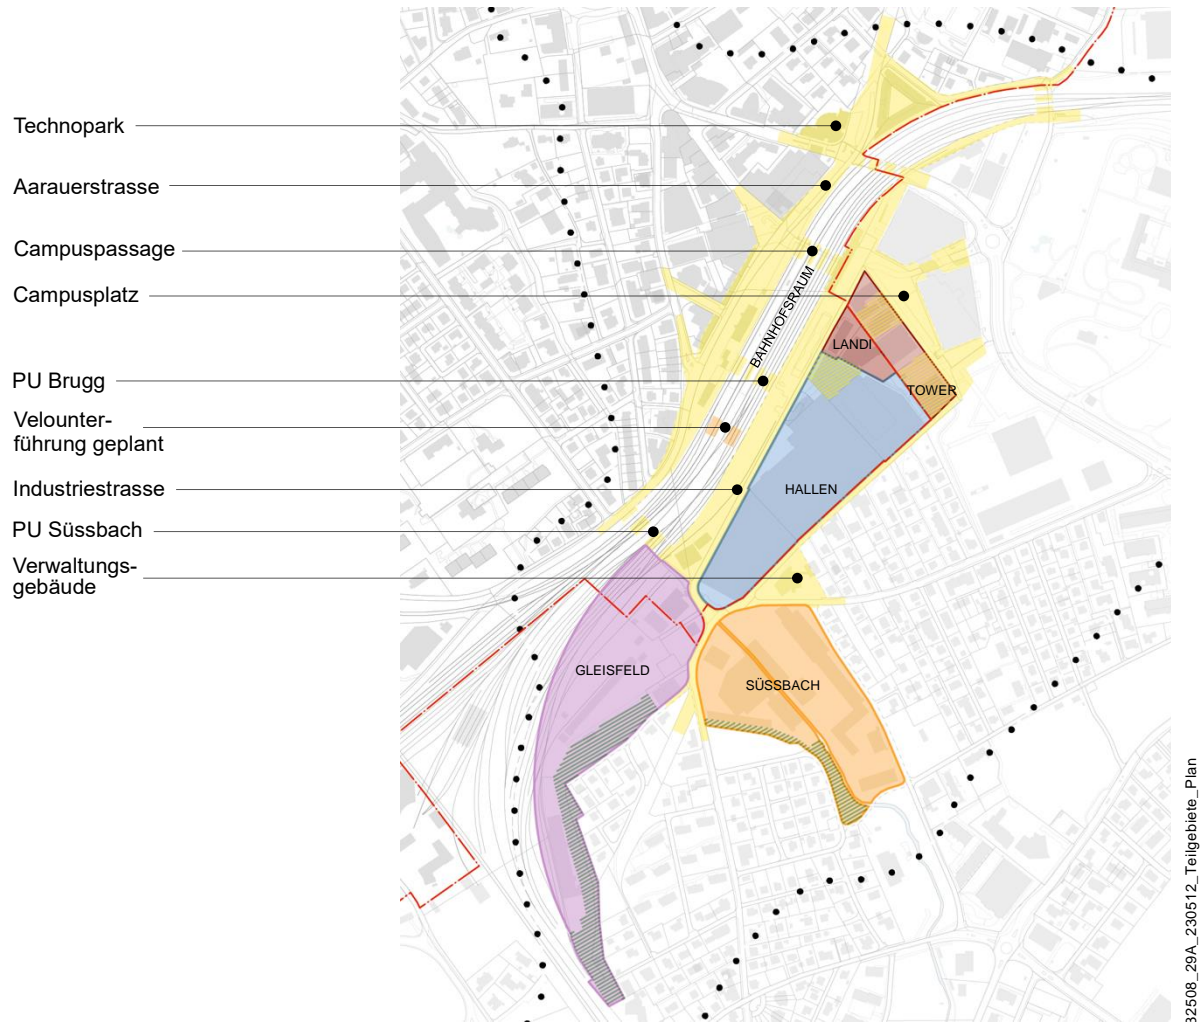 Technopark
Aarauerstrasse
Campuspassage
Campusplatz
PU Brugg
Velounter-
führung geplant
Industriestrasse
PU Süssbach
Verwaltungs-
gebäude
BAHNHOFSRAUM
LANDI
TOWER
HALLEN
GLEISFELD
SÜSSBACH
32508_29A_230512_Teilgebiete_Plan